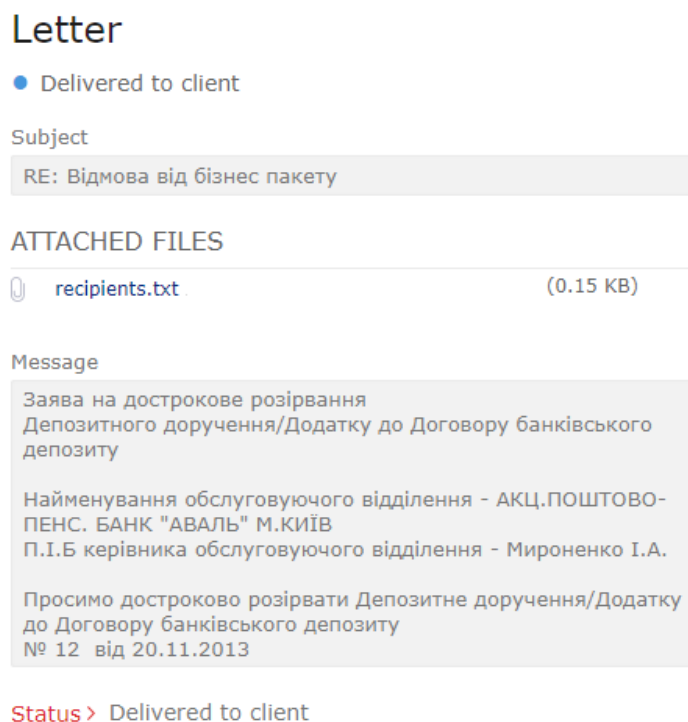 Letter
Delivered to client
Subject
RE: Відмова від бізнес пакету
ATTACHED FILES
recipients.txt (0.15 KB)
Message
Заява на дострокове розірвання
Депозитного доручення/Додатку до Договору банківського
депозиту
Найменування обслуговуючого відділення - АКЦ.ПОШТОВО-
ПЕНС. БАНК "АВАЛЬ" М.КИЇВ
П.І.Б керівника обслуговуючого відділення - Мироненко І.А.
Просимо достроково розірвати Депозитне доручення/Додатку
до Договору банківського депозиту
№ 12 від 20.11.2013
Status > Delivered to client